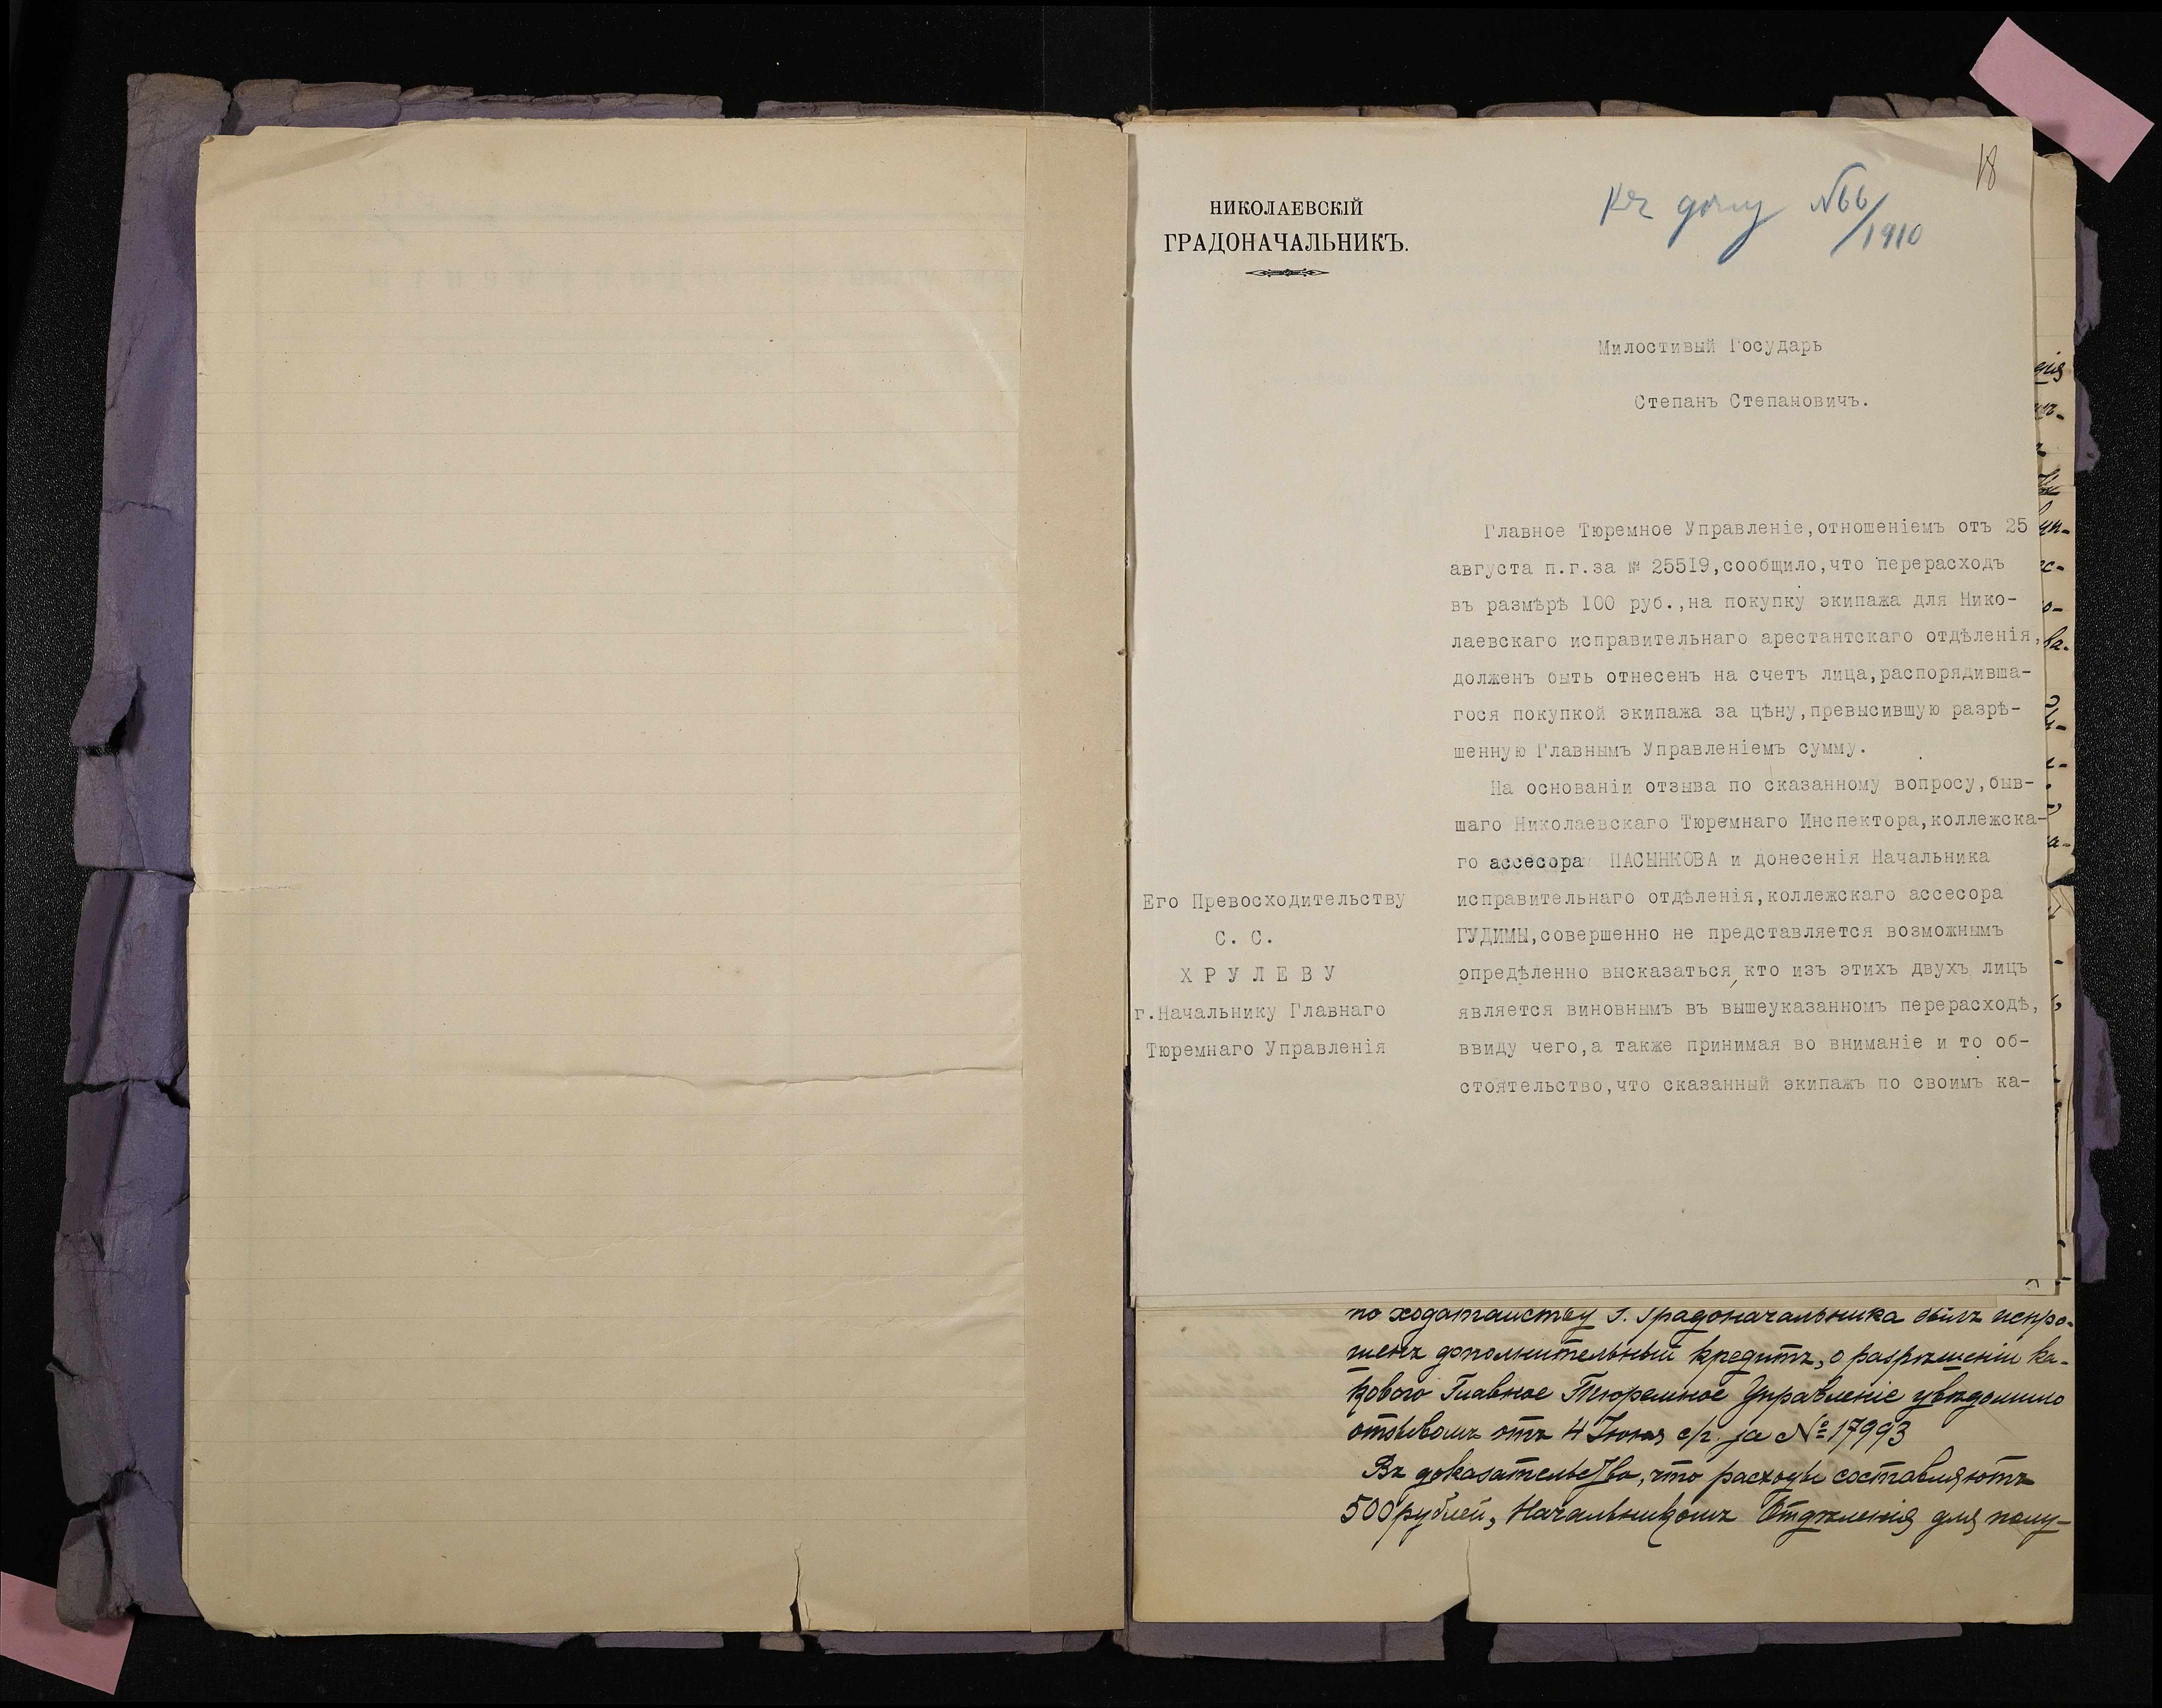 18
Къ дѣлу №66/1910
НИКОЛАЕВСКІЙ
ГРАДОНАЧАЛЬНИКЪ.
Милостивый Государь
Степанъ Степановичъ.
Главное Тюремное Управленіе,отношеніемъ отъ 25
августа п.г.за № 255I9,сообщило,что перерасходъ
въ размѣрѣ I00 руб.,на покупку экипажа для Нико-
лаевскаго исправительнаго арестантскаго отдѣленія,
долженъ быть отнесенъ на счетъ лица,распорядивша-
гося покупкой экипажа за цѣну,превысившую разрѣ-
шенную Главнымъ Управленіемъ сумму.
На основаніи отзыва по сказанному вопросу,быв-
шаго Николаевскаго Тюремнаго Инспектора,коллежска-
го ассесора ПАСЫНКОВА и донесенія Начальника
исправительнаго отдѣленія,коллежскаго ассесора
ГУДИМЫ,совершенно не представляется возможнымъ
опредѣленно высказаться,кто изъ этихъ двухъ лицъ
является виновнымъ въ вышеуказанномъ перерасходѣ,
ввиду чего,а также принимая во вниманіе и то об-
стоятельство,что сказанный экипажъ по своимъ ка-
Его Превосходительству
С. С.
ХРУЛЕВУ
г.Начальнику Главнаго
Тюремнаго Управленія
по ходатайству г. Градоначальника былъ испро-
шенъ дополнительный кредитъ, о разрѣшеніи ка-
кового Главное Тюремное Управленіе увѣдомило
отзывомъ отъ 4 Іюня с/г. за № 17993
Въ доказательство, что расходы составляютъ
500 рублей, Начальникомъ Отдѣленія для полу-